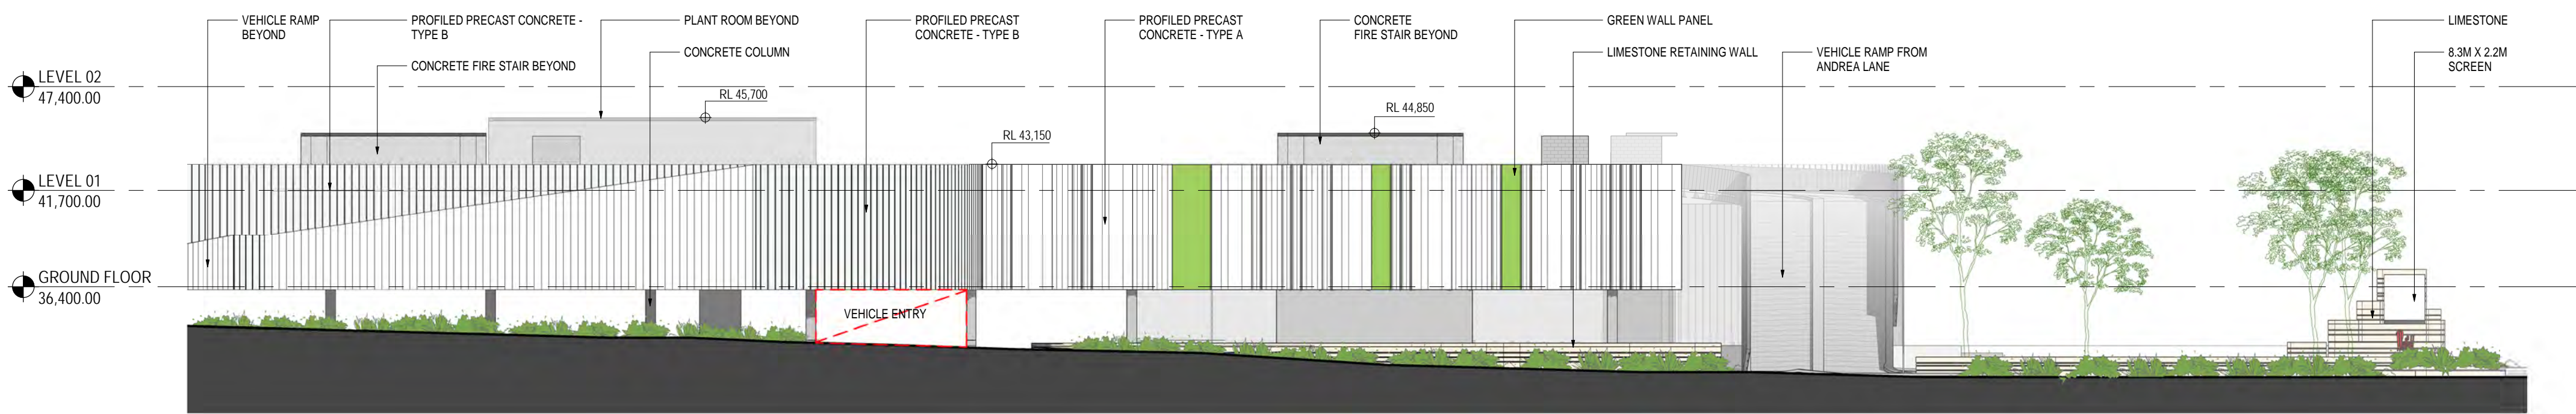 VEHICLE RAMP
BEYOND
PROFILED PRECAST CONCRETE -
TYPE B
CONCRETE FIRE STAIR BEYOND
PLANT ROOM BEYOND
CONCRETE COLUMN
PROFILED PRECAST
CONCRETE - TYPE B
PROFILED PRECAST
CONCRETE - TYPE A
CONCRETE
FIRE STAIR BEYOND
GREEN WALL PANEL
LIMESTONE RETAINING WALL
VEHICLE RAMP FROM
ANDREA LANE
LIMESTONE
8.3M X 2.2M
SCREEN
LEVEL 02
47,400.00
RL 45,700
RL 44,850
RL 43,150
LEVEL 01
41,700.00
GROUND FLOOR
36,400.00
VEHICLE ENTRY